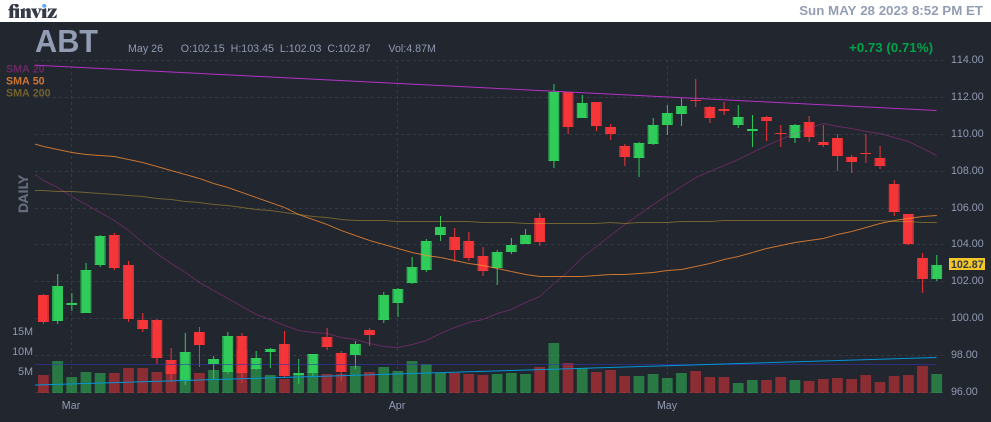 finviz
Sun MAY 28 2023 8:52 PM ET
ABT
May 26 O:102.15 H:103.45 L:102.03 C:102.87 Vol:4.87M
+0.73 (0.71%)
SMA 20
SMA 50
SMA 200
DAILY
114.00
112.00
110.00
108.00
106.00
104.00
102.87
102.00
100.00
98.00
96.00
15M
10M
5M
Mar Apr May